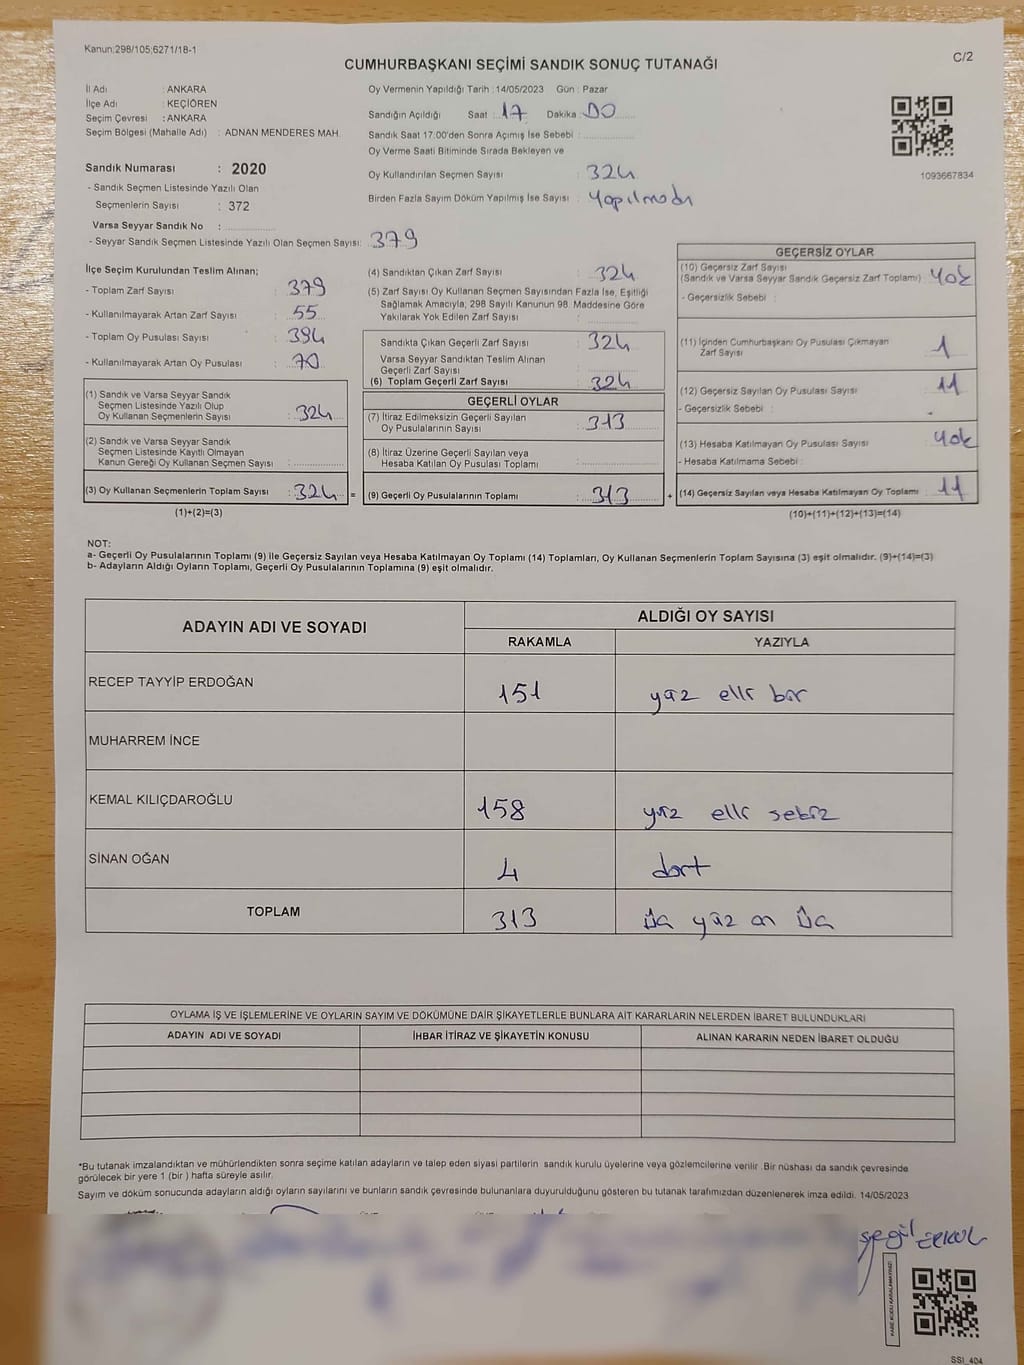 Kanun:298/105;6271/18-1
C/2
CUMHURBAŞKANI SEÇİMİ SANDIK SONUÇ TUTANAĞI
İl Adı : ANKARA
İlçe Adı : KEÇİÖREN
Seçim Çevresi : ANKARA
Seçim Bölgesi (Mahalle Adı) : ADNAN MENDERES MAH.
Sandık Numarası : 2020
- Sandık Seçmen Listesinde Yazılı Olan
Seçmenlerin Sayısı : 372
Varsa Seyyar Sandık No :
- Seyyar Sandık Seçmen Listesinde Yazılı Olan Seçmen Sayısı: 379
Oy Vermenin Yapıldığı Tarih : 14/05/2023 Gün : Pazar
Sandığın Açıldığı Saat : 17 Dakika : 00
Sandık Saat 17:00'den Sonra Açımış İse Sebebi :
Oy Verme Saati Bitiminde Sırada Bekleyen ve
Oy Kullandırılan Seçmen Sayısı : 324
Birden Fazla Sayım Döküm Yapılmış İse Sayısı : Yapılmadı
1093667834
İlçe Seçim Kurulundan Teslim Alınan;
- Toplam Zarf Sayısı : 379
- Kullanılmayarak Artan Zarf Sayısı : 55
- Toplam Oy Pusulası Sayısı : 394
- Kullanılmayarak Artan Oy Pusulası : 70
(1) Sandık ve Varsa Seyyar Sandık
Seçmen Listesinde Yazılı Olup
Oy Kullanan Seçmenlerin Sayısı : 324
(2) Sandık ve Varsa Seyyar Sandık
Seçmen Listesinde Kayıtlı Olmayan
Kanun Gereği Oy Kullanan Seçmen Sayısı :
(3) Oy Kullanan Seçmenlerin Toplam Sayısı : 324 =
(1)+(2)=(3)
(4) Sandıktan Çıkan Zarf Sayısı : 324
(5) Zarf Sayısı Oy Kullanan Seçmen Sayısından Fazla İse, Eşitliği
Sağlamak Amacıyla, 298 Sayılı Kanunun 98. Maddesine Göre
Yakılarak Yok Edilen Zarf Sayısı :
Sandıkta Çıkan Geçerli Zarf Sayısı : 324
Varsa Seyyar Sandıktan Teslim Alınan
Geçerli Zarf Sayısı :
(6) Toplam Geçerli Zarf Sayısı : 324
GEÇERLİ OYLAR
(7) İtiraz Edilmeksizin Geçerli Sayılan
Oy Pusulalarının Sayısı : 313
(8) İtiraz Üzerine Geçerli Sayılan veya
Hesaba Katılan Oy Pusulası Toplamı :
(9) Geçerli Oy Pusulalarının Toplamı : 313 +
GEÇERSİZ OYLAR
(10) Geçersiz Zarf Sayısı
(Sandık ve Varsa Seyyar Sandık Geçersiz Zarf Toplamı) : Yok
- Geçersizlik Sebebi :
(11) İçinden Cumhurbaşkanı Oy Pusulası Çıkmayan
Zarf Sayısı : 1
(12) Geçersiz Sayılan Oy Pusulası Sayısı : 11
- Geçersizlik Sebebi :
(13) Hesaba Katılmayan Oy Pusulası Sayısı : Yok
- Hesaba Katılmama Sebebi :
(14) Geçersiz Sayılan veya Hesaba Katılmayan Oy Toplamı : 11
(10)+(11)+(12)+(13)=(14)
NOT:
a- Geçerli Oy Pusulalarının Toplamı (9) ile Geçersiz Sayılan veya Hesaba Katılmayan Oy Toplamı (14) Toplamları, Oy Kullanan Seçmenlerin Toplam Sayısına (3) eşit olmalıdır. (9)+(14)=(3)
b- Adayların Aldığı Oyların Toplamı, Geçerli Oy Pusulalarının Toplamına (9) eşit olmalıdır.
ADAYIN ADI VE SOYADI
ALDIĞI OY SAYISI
RAKAMLA YAZIYLA
RECEP TAYYİP ERDOĞAN 151 yüz elli bir
MUHARREM İNCE
KEMAL KILIÇDAROĞLU 158 yüz elli sekiz
SİNAN OĞAN 4 dört
TOPLAM 313 üç yüz on üç
OYLAMA İŞ VE İŞLEMLERİNE VE OYLARIN SAYIM VE DÖKÜMÜNE DAİR ŞİKAYETLERLE BUNLARA AİT KARARLARIN NELERDEN İBARET BULUNDUKLARI
ADAYIN ADI VE SOYADI İHBAR İTİRAZ VE ŞİKAYETİN KONUSU ALINAN KARARIN NEDEN İBARET OLDUĞU
*Bu tutanak imzalandıktan ve mühürlendikten sonra seçime katılan adayların ve talep eden siyasi partilerin sandık kurulu üyelerine veya gözlemcilerine verilir .Bir nüshası da sandık çevresinde
görülecek bir yere 1 (bir ) hafta süreyle asılır.
Sayım ve döküm sonucunda adayların aldığı oyların sayılarını ve bunların sandık çevresinde bulunanlara duyurulduğunu gösteren bu tutanak tarafımızdan düzenlenerek imza edildi. 14/05/2023
SSİ_404